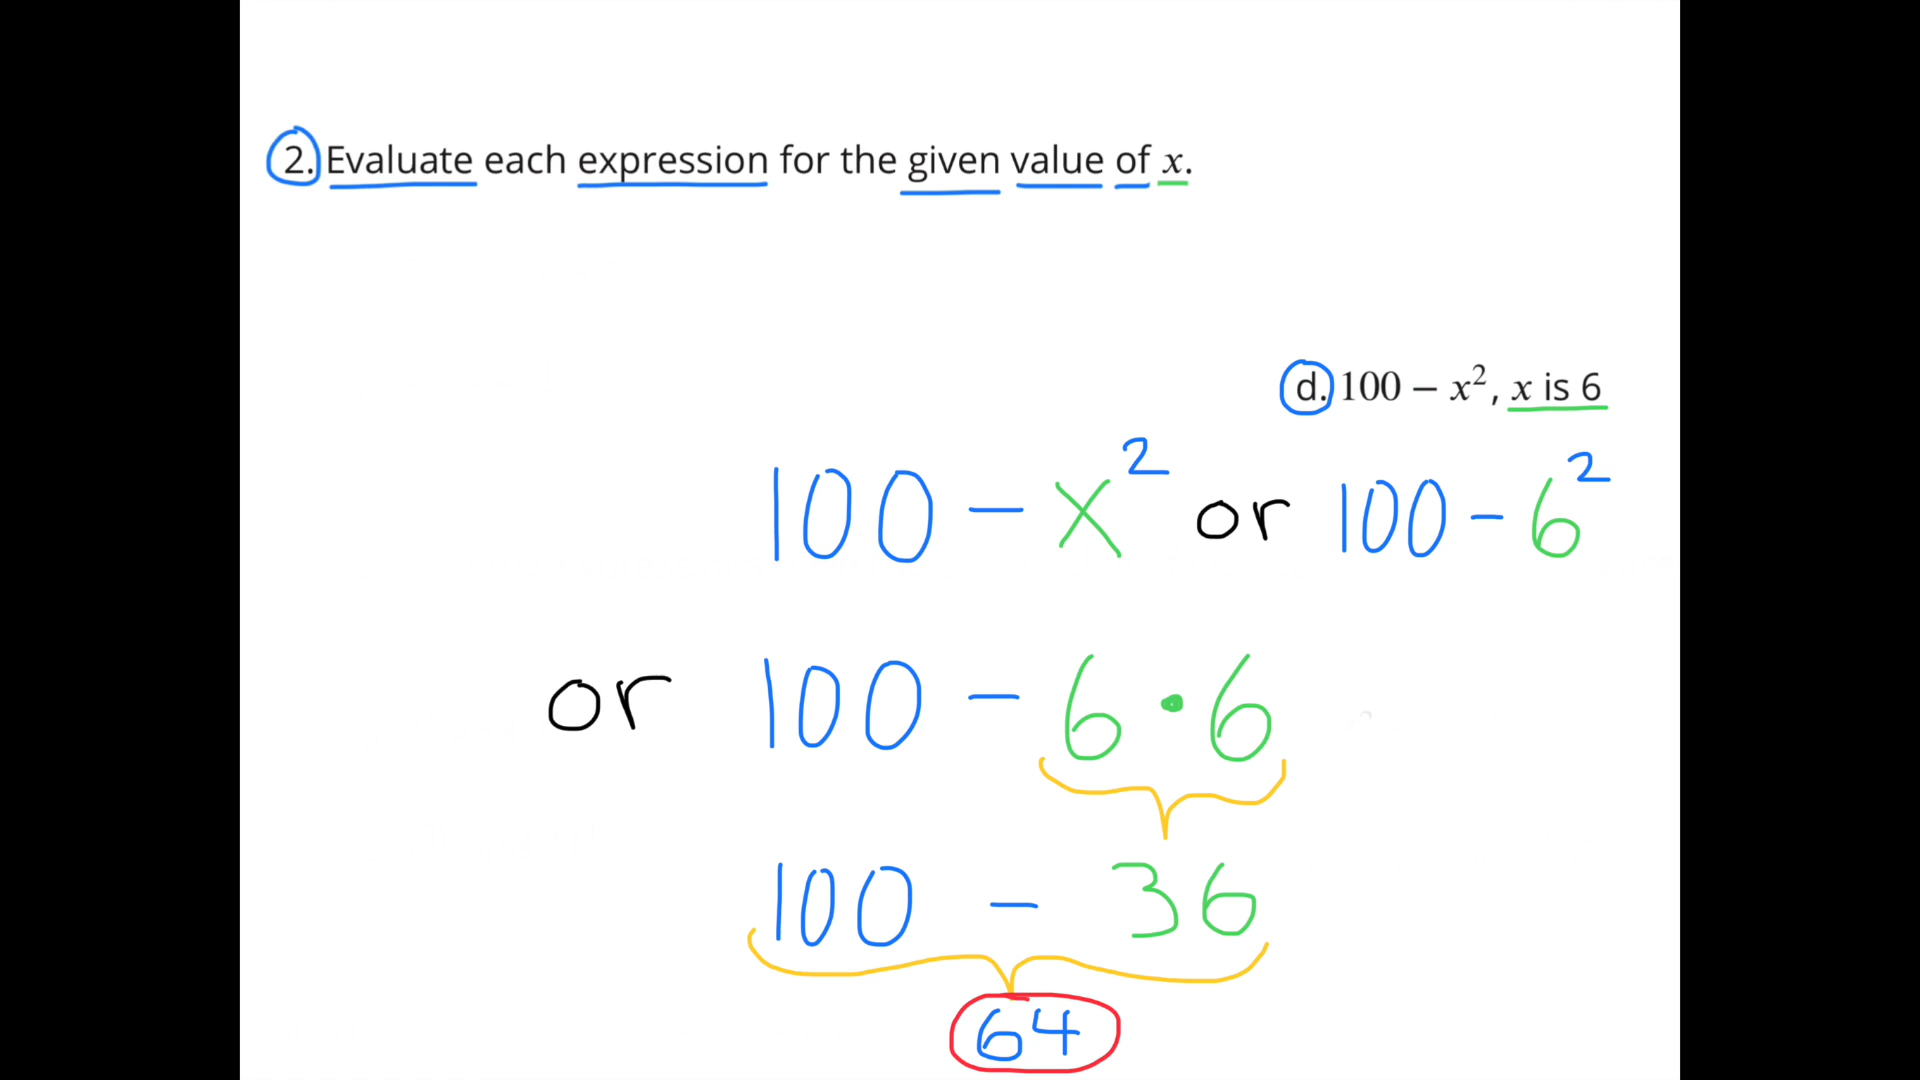 2. Evaluate each expression for the given value of x.
d. 100 – x², x is 6
100 – x² or 100 – 6²
or 100 – 6 · 6
100 – 36
64